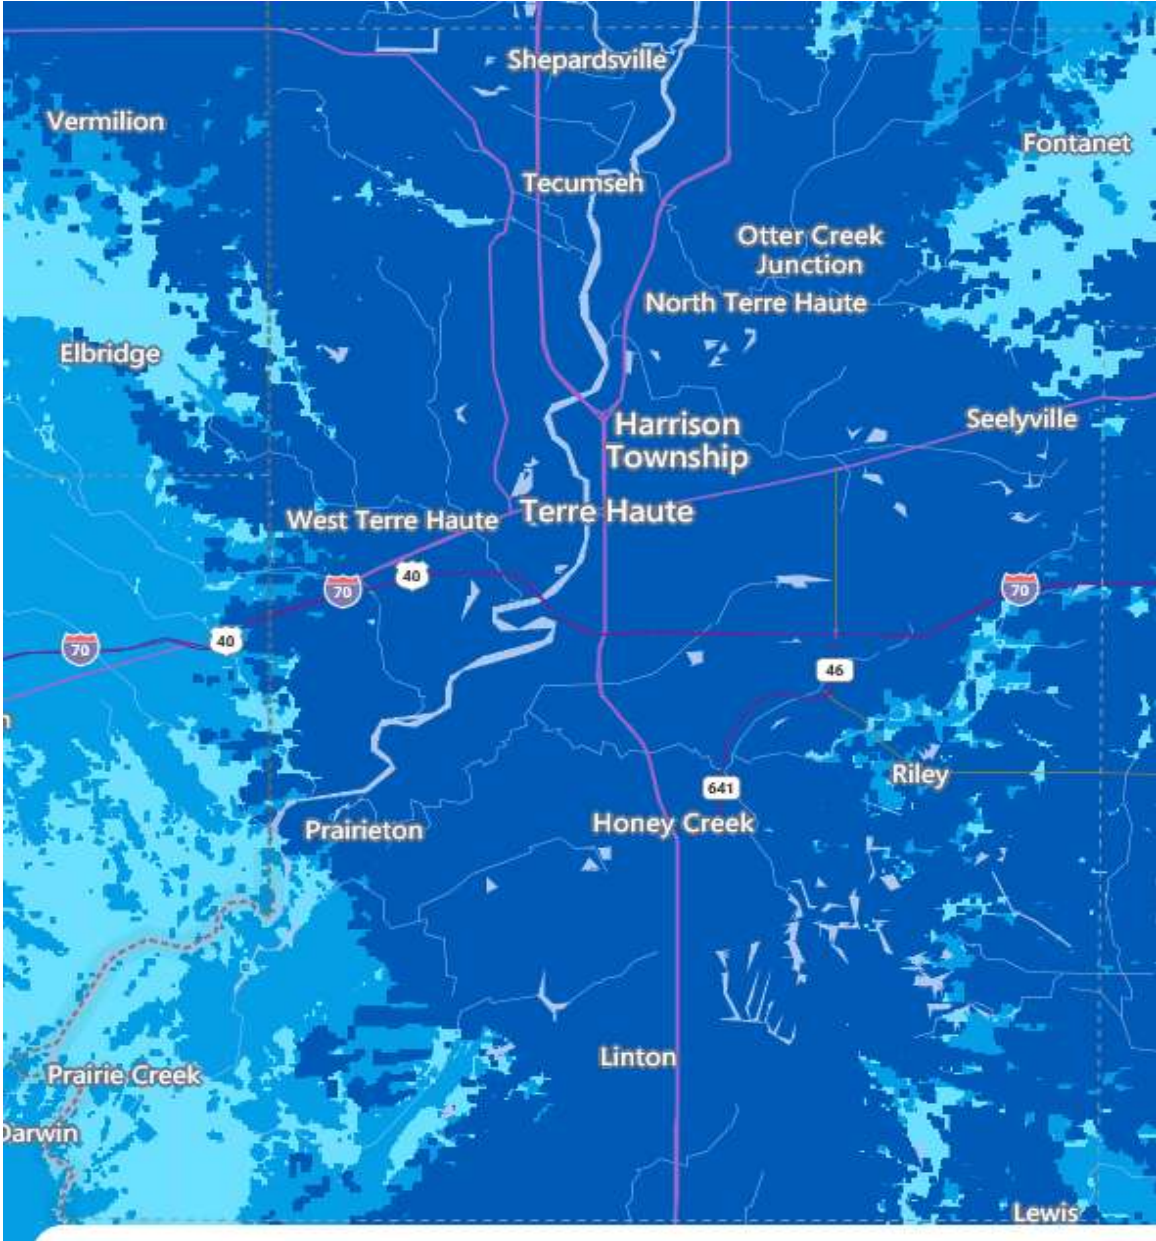 Shepardsville
Vermilion
Fontanet
Tecumseh
Otter Creek
Junction
North Terre Haute
Elbridge
Harrison
Township
Seelyville
West Terre Haute
Terre Haute
40
70
70
40
70
46
n
Riley
641
Prairieton
Honey Creek
Linton
Prairie Creek
Darwin
Lewis